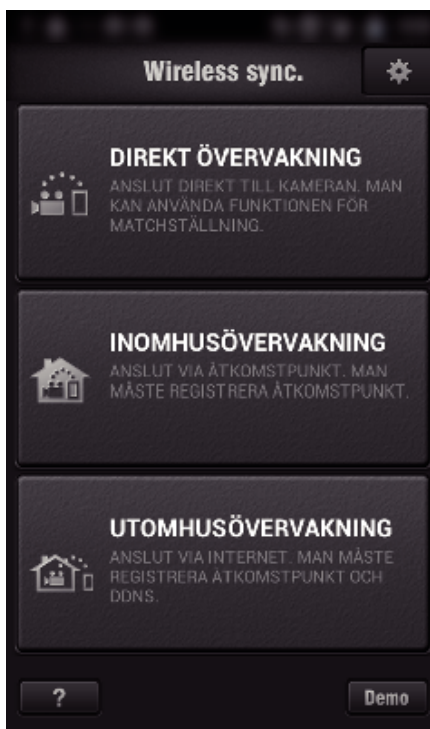 Wireless sync.
DIREKT ÖVERVAKNING
ANSLUT DIREKT TILL KAMERAN. MAN
KAN ANVÄNDA FUNKTIONEN FÖR
MATCHSTÄLLNING.
INOMHUSÖVERVAKNING
ANSLUT VIA ÅTKOMSTPUNKT. MAN
MÅSTE REGISTRERA ÅTKOMSTPUNKT.
UTOMHUSÖVERVAKNING
ANSLUT VIA INTERNET. MAN MÅSTE
REGISTRERA ÅTKOMSTPUNKT OCH
DDNS.
?
Demo